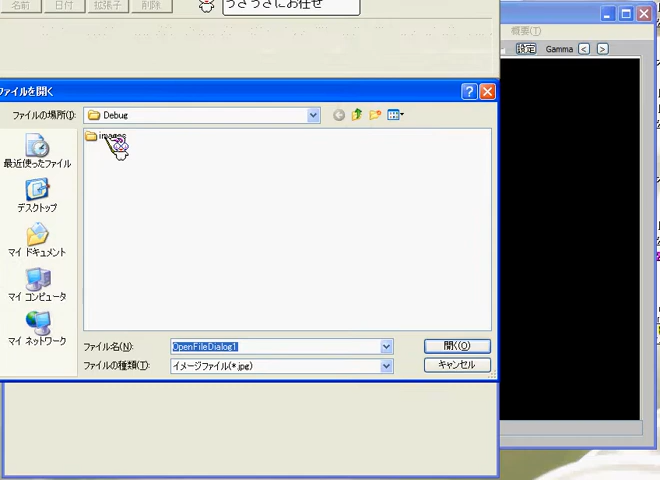 名前 日付 拡張子 削除 うさうさにお任せ
概要(T)
設定 Gamma < >
ファイルを開く
ファイルの場所(I): Debug
images
最近使ったファイル
デスクトップ
マイ ドキュメント
マイ コンピュータ
マイ ネットワーク
ファイル名(N): OpenFileDialog1 開く(O)
ファイルの種類(T): イメージファイル(*.jpg) キャンセル